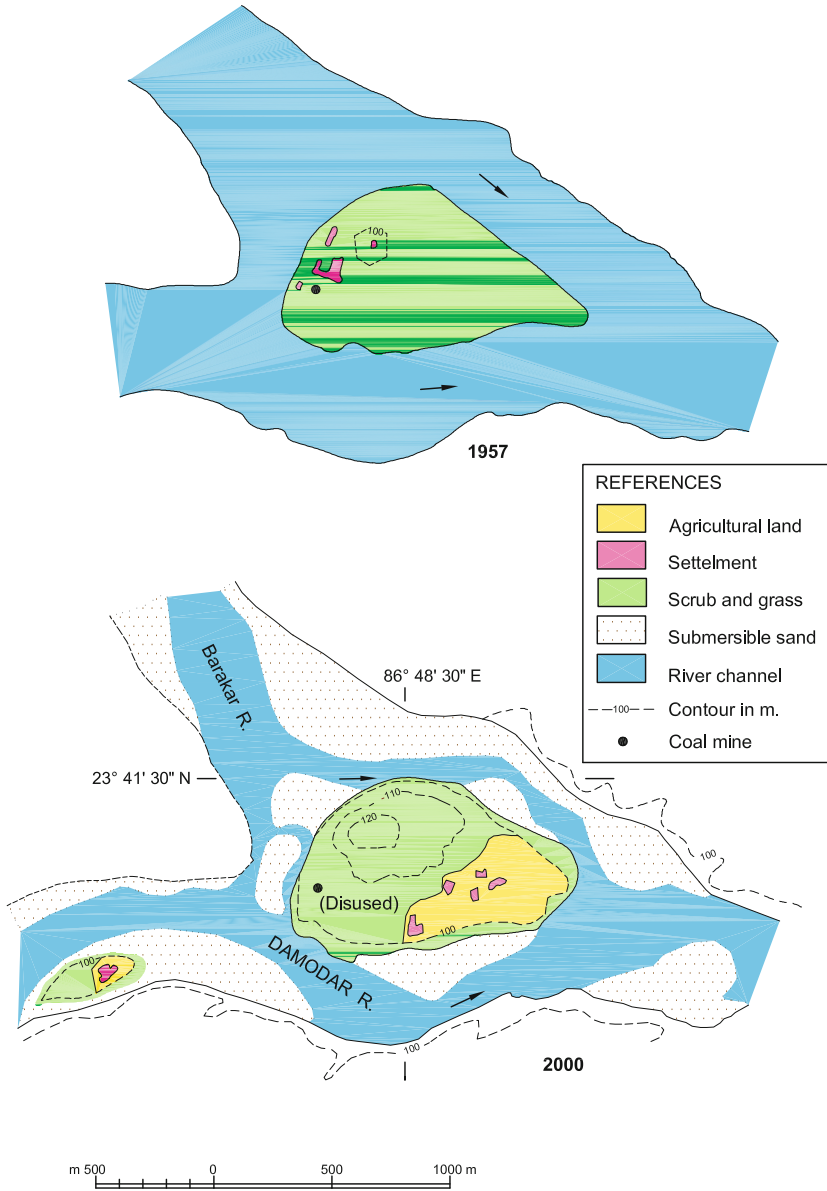 100
1957
REFERENCES
Agricultural land
Settelment
Scrub and grass
Submersible sand
River channel
100 Contour in m.
Coal mine
Barakar R.
86° 48' 30" E
23° 41' 30" N
110
120
100
(Disused)
100
100
DAMODAR R.
100
2000
m 500 0 500 1000 m